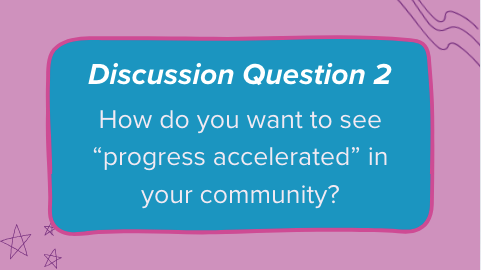 Discussion Question 2
How do you want to see
“progress accelerated” in
your community?